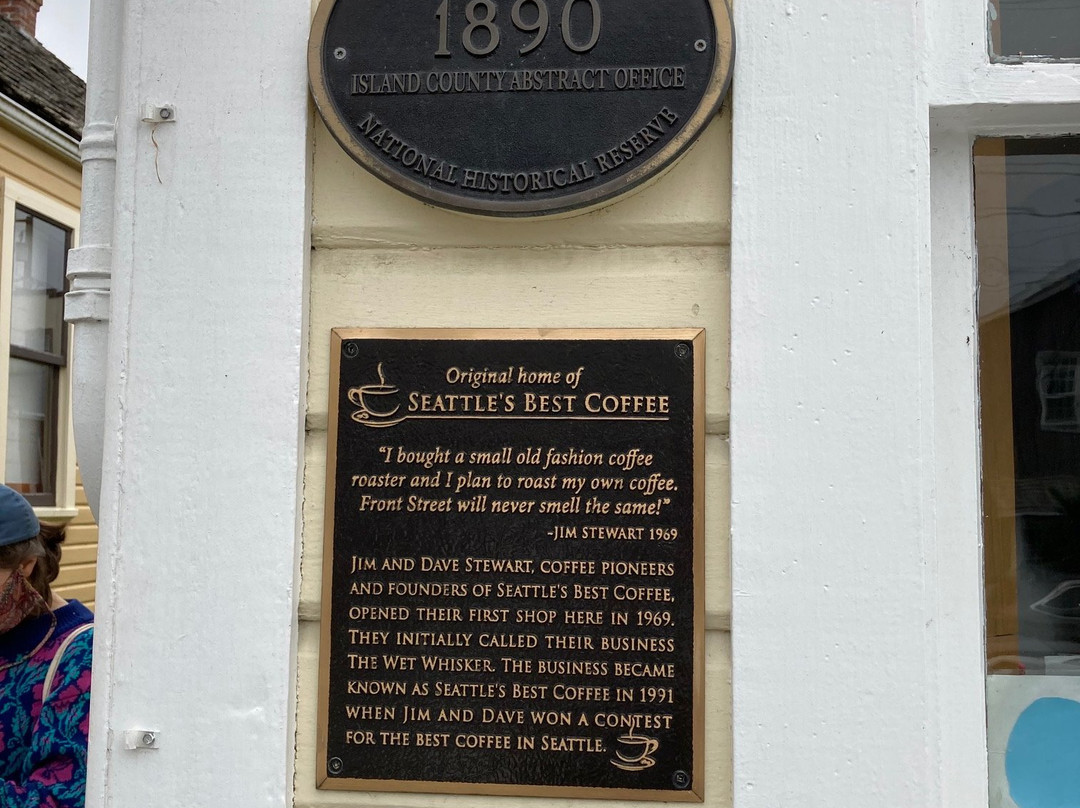 1890
ISLAND COUNTY ABSTRACT OFFICE
NATIONAL HISTORICAL RESERVE
Original home of
SEATTLE'S BEST COFFEE
"I bought a small old fashion coffee
roaster and I plan to roast my own coffee.
Front Street will never smell the same!"
-JIM STEWART 1969
JIM AND DAVE STEWART, COFFEE PIONEERS
AND FOUNDERS OF SEATTLE'S BEST COFFEE,
OPENED THEIR FIRST SHOP HERE IN 1969.
THEY INITIALLY CALLED THEIR BUSINESS
THE WET WHISKER. THE BUSINESS BECAME
KNOWN AS SEATTLE'S BEST COFFEE IN 1991
WHEN JIM AND DAVE WON A CONTEST
FOR THE BEST COFFEE IN SEATTLE.